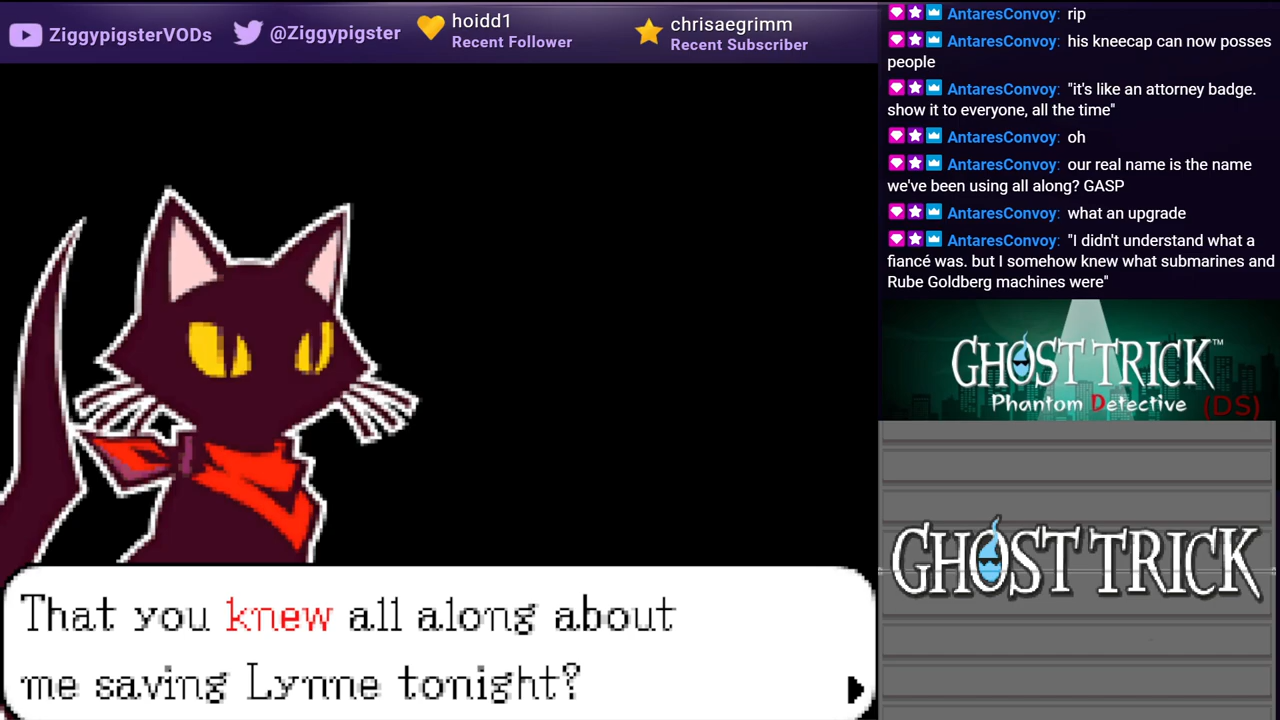 ZiggypigsterVODs
@Ziggypigster
hoidd1
Recent Follower
chrisaegrimm
Recent Subscriber
AntaresConvoy: rip
AntaresConvoy: his kneecap can now posses
people
AntaresConvoy: "it's like an attorney badge.
show it to everyone, all the time"
AntaresConvoy: oh
AntaresConvoy: our real name is the name
we've been using all along? GASP
AntaresConvoy: what an upgrade
AntaresConvoy: "I didn't understand what a
fiancé was. but I somehow knew what submarines and
Rube Goldberg machines were"
GHOST TRICK™
Phantom Detective (DS)
GHOST TRICK
That you knew all along about
me saving Lynne tonight?